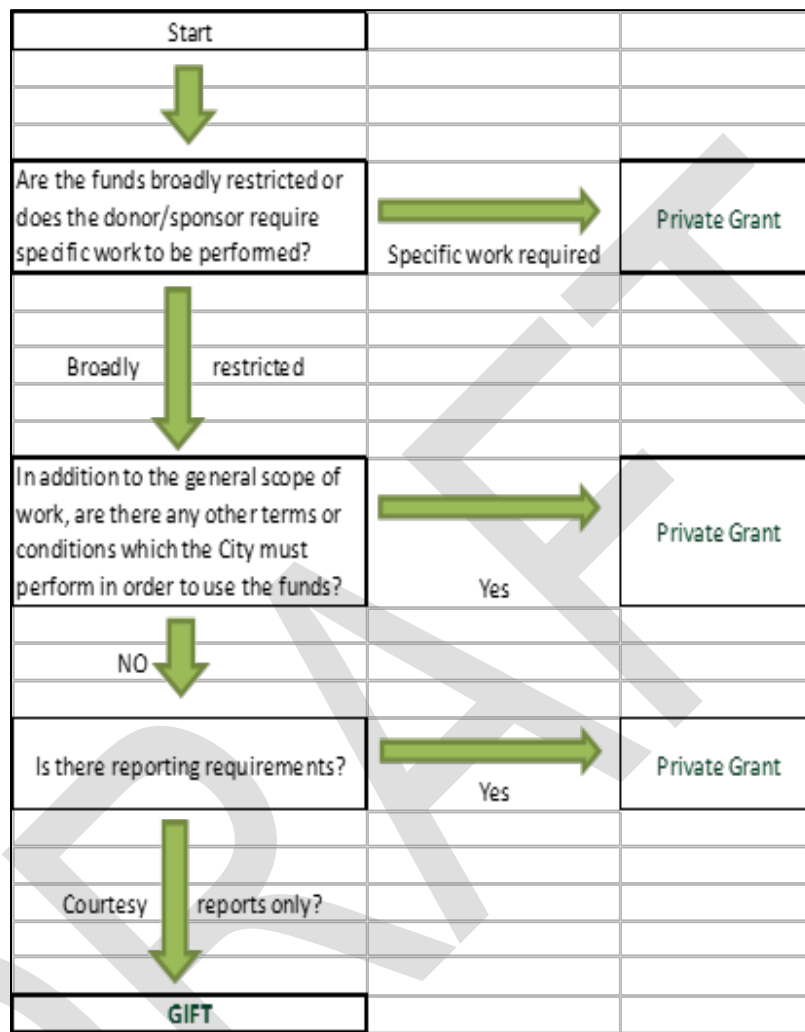 Start
Are the funds broadly restricted or
does the donor/sponsor require
specific work to be performed?
Private Grant
Specific work required
Broadly restricted
In addition to the general scope of
work, are there any other terms or
conditions which the City must
perform in order to use the funds?
Private Grant
Yes
NO
Is there reporting requirements?
Private Grant
Yes
Courtesy reports only?
GIFT
DRAFT